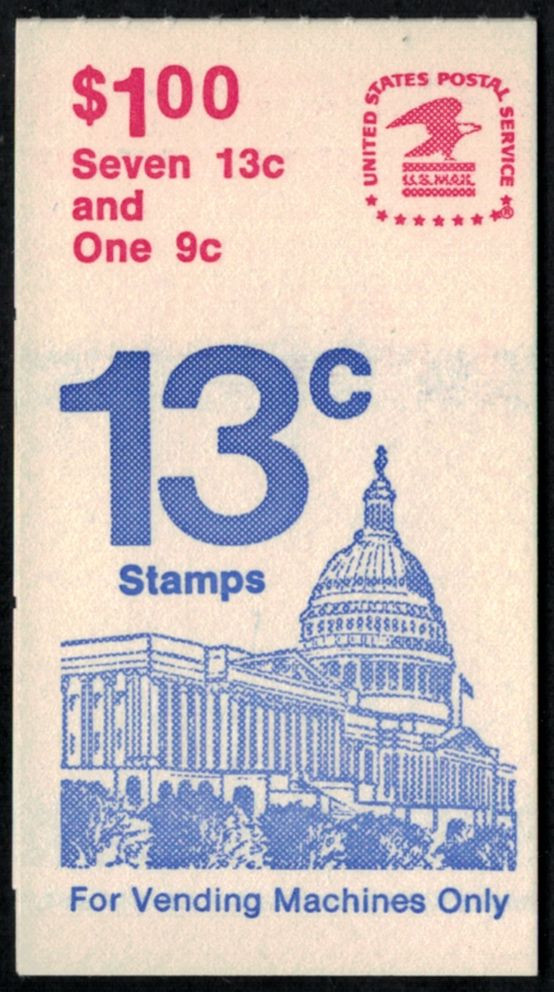 $1.00
Seven 13c
and
One 9c
UNITED STATES POSTAL SERVICE
U.S.MAIL
®
13c
Stamps
For Vending Machines Only